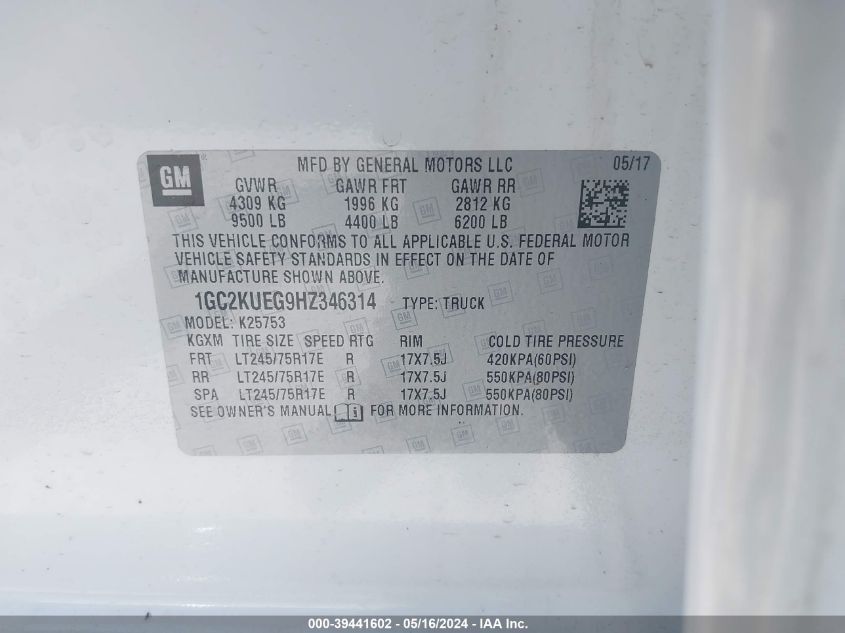 GM
®
MFD BY GENERAL MOTORS LLC 05/17
GVWR GAWR FRT GAWR RR
4309 KG 1996 KG 2812 KG
9500 LB 4400 LB 6200 LB
THIS VEHICLE CONFORMS TO ALL APPLICABLE U.S. FEDERAL MOTOR
VEHICLE SAFETY STANDARDS IN EFFECT ON THE DATE OF
MANUFACTURE SHOWN ABOVE.
1GC2KUEG9HZ346314 TYPE: TRUCK
MODEL: K25753
KGXM TIRE SIZE SPEED RTG RIM COLD TIRE PRESSURE
FRT LT245/75R17E R 17X7.5J 420KPA(60PSI)
RR LT245/75R17E R 17X7.5J 550KPA(80PSI)
SPA LT245/75R17E R 17X7.5J 550KPA(80PSI)
SEE OWNER'S MANUAL i FOR MORE INFORMATION.
000-39441602 - 05/16/2024 - IAA Inc.